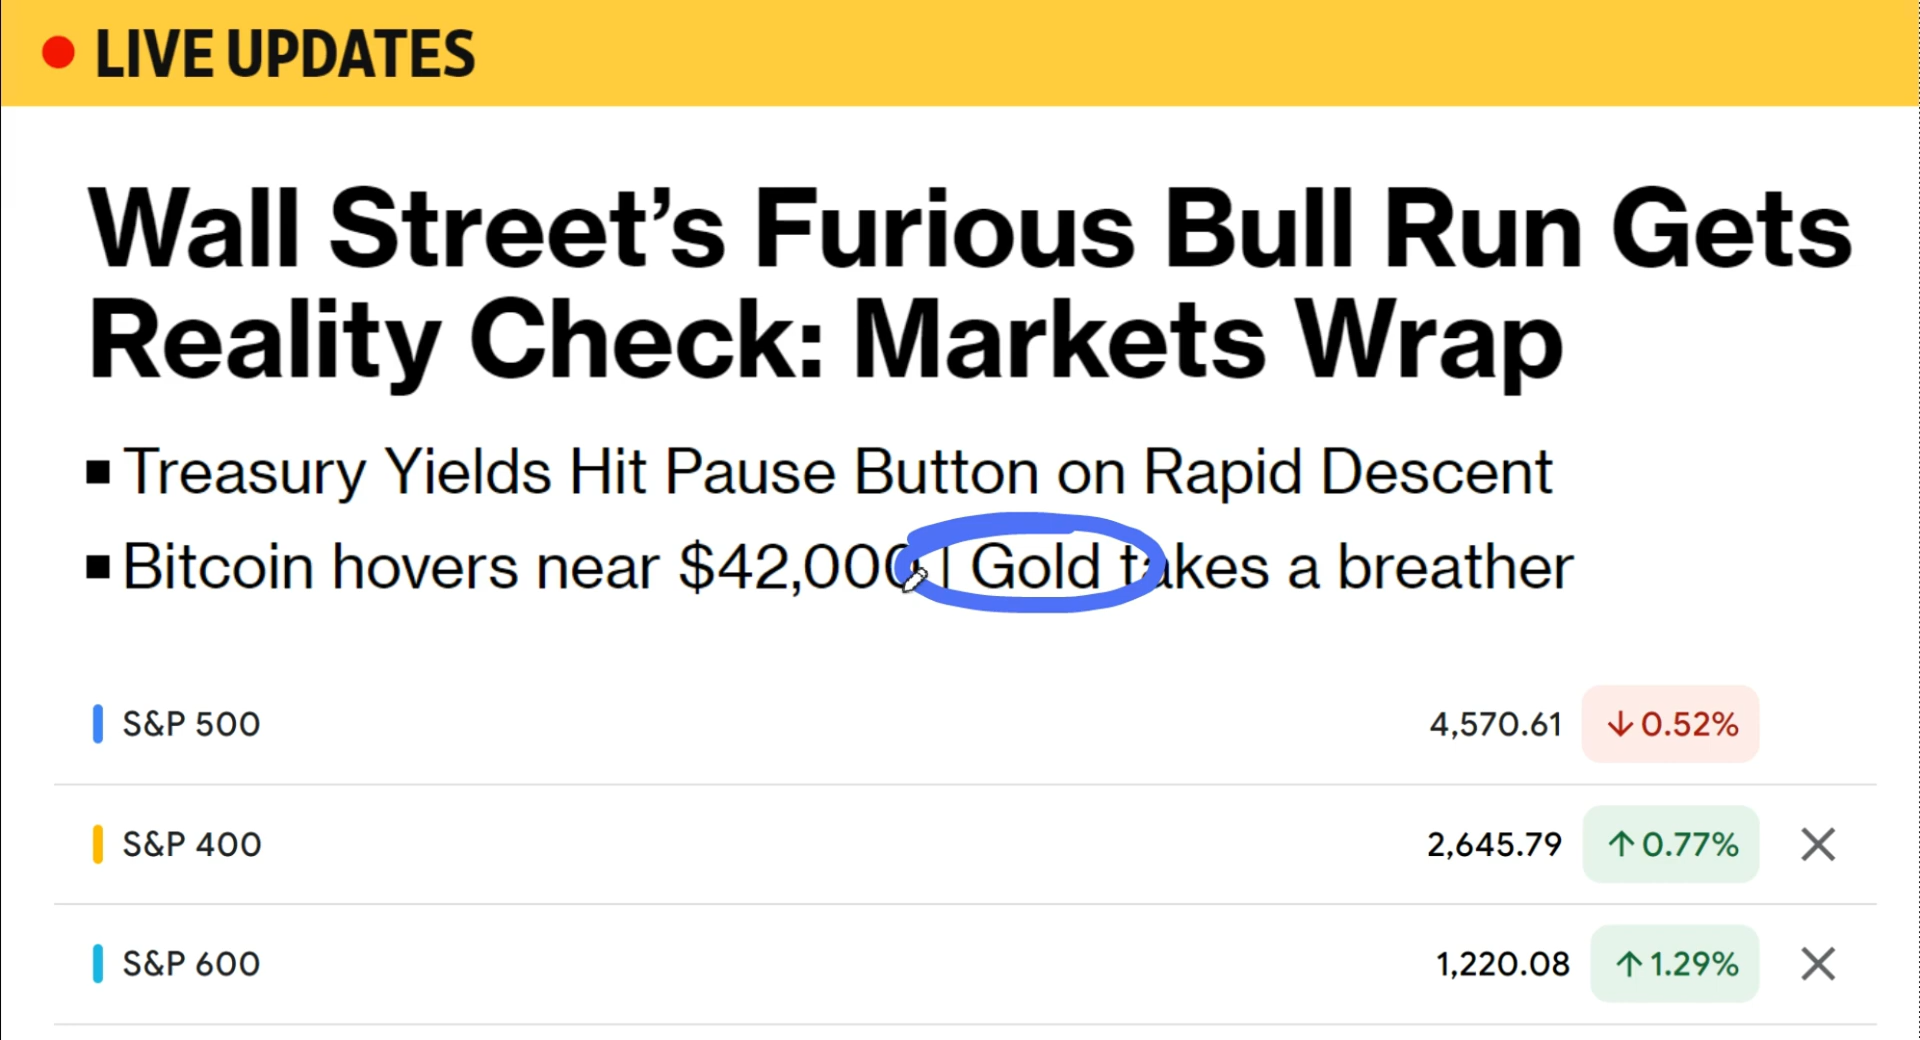 LIVE UPDATES
Wall Street’s Furious Bull Run Gets
Reality Check: Markets Wrap
▪ Treasury Yields Hit Pause Button on Rapid Descent
▪ Bitcoin hovers near $42,000 | Gold takes a breather
S&P 500 4,570.61 ↓ 0.52%
S&P 400 2,645.79 ↑ 0.77%
S&P 600 1,220.08 ↑ 1.29%